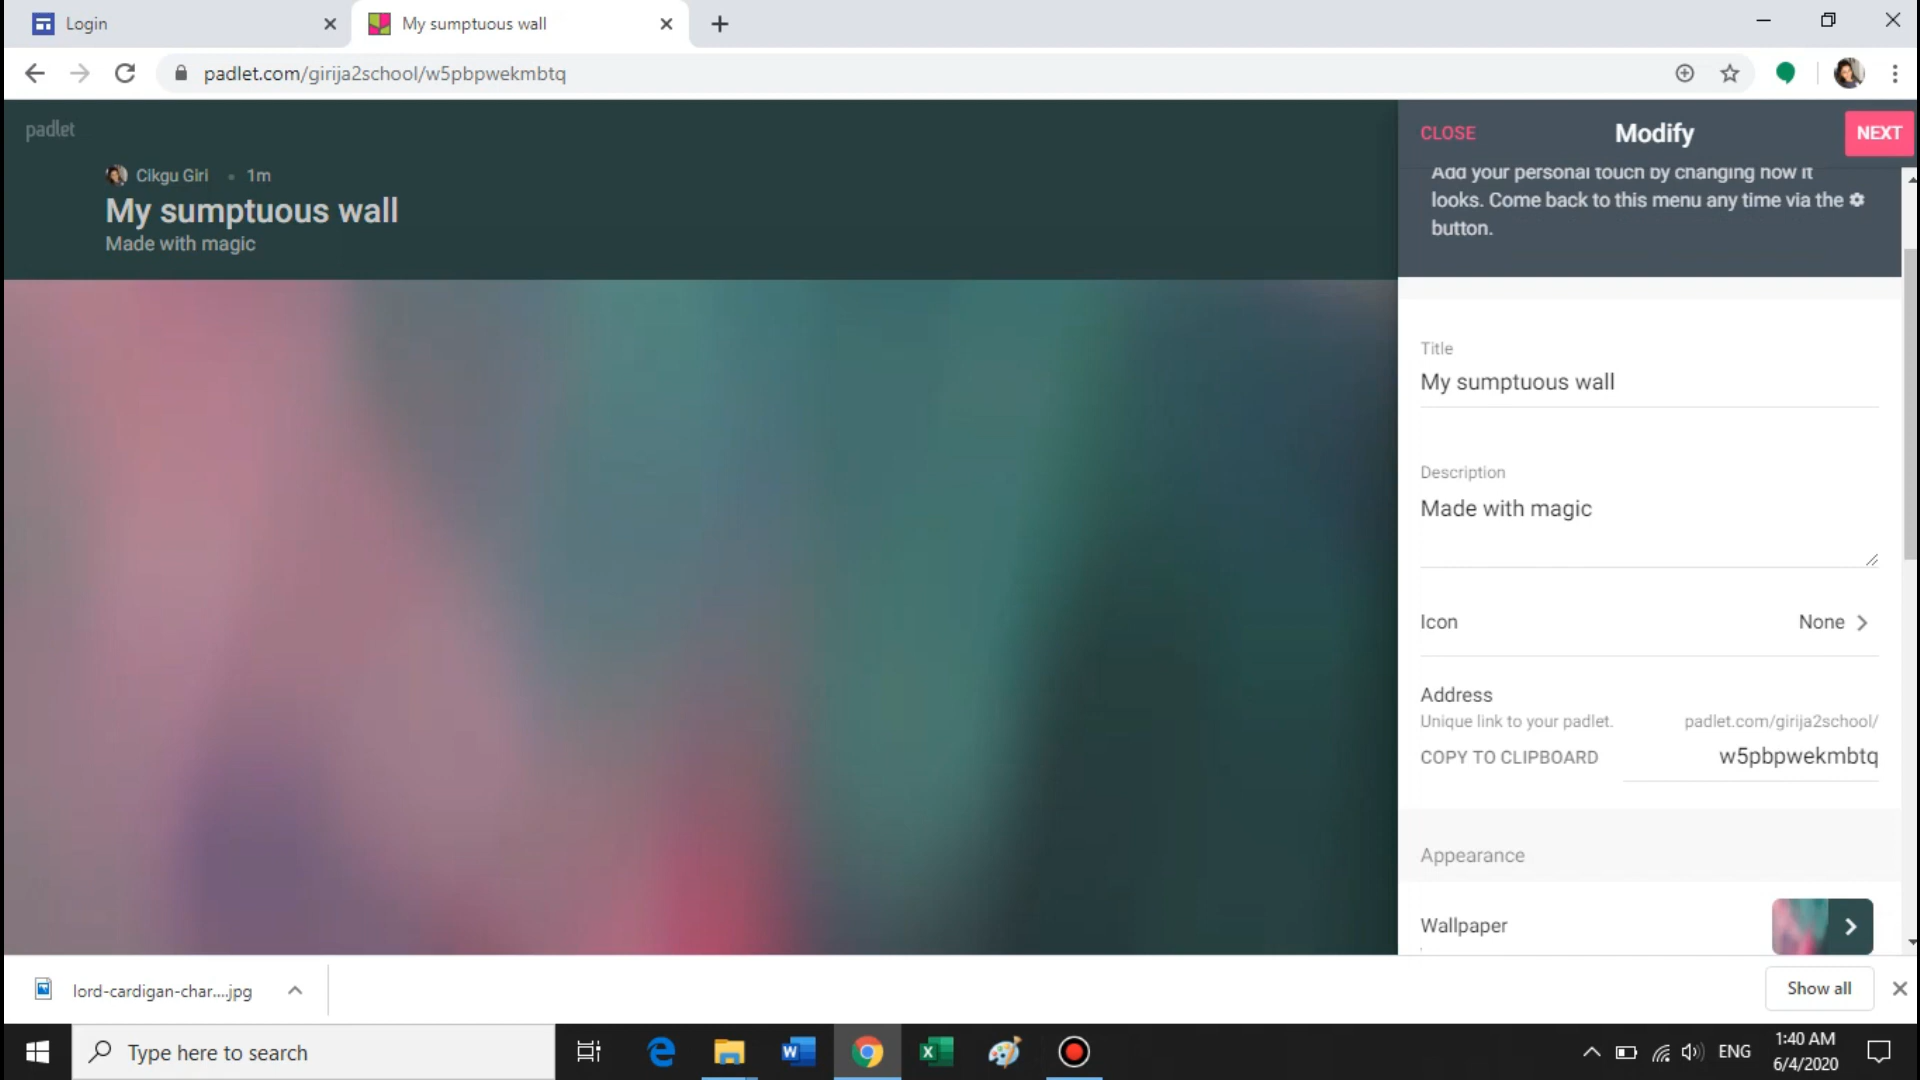 Login
My sumptuous wall
padlet.com/girija2school/w5pbpwekmbtq
padlet
Cikgu Giri • 1m
My sumptuous wall
Made with magic
CLOSE
Modify
NEXT
Add your personal touch by changing how it
looks. Come back to this menu any time via the
button.
Title
My sumptuous wall
Description
Made with magic
Icon
None
Address
Unique link to your padlet.
padlet.com/girija2school/
COPY TO CLIPBOARD
w5pbpwekmbtq
Appearance
Wallpaper
lord-cardigan-char....jpg
Show all
Type here to search
ENG
1:40 AM
6/4/2020